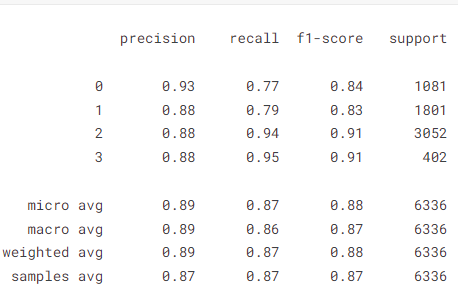 precision recall f1-score support
0 0.93 0.77 0.84 1081
1 0.88 0.79 0.83 1801
2 0.88 0.94 0.91 3052
3 0.88 0.95 0.91 402
micro avg 0.89 0.87 0.88 6336
macro avg 0.89 0.86 0.87 6336
weighted avg 0.89 0.87 0.88 6336
samples avg 0.87 0.87 0.87 6336